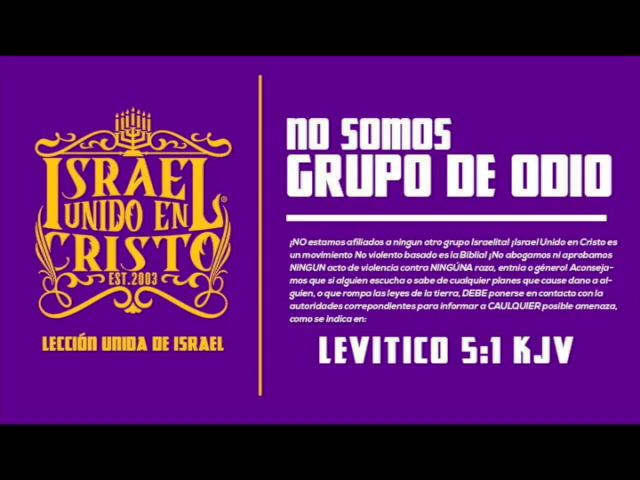 ISRAEL
UNIDO EN
CRISTO
EST.2003
LECCIÓN UNIDA DE ISRAEL
NO SOMOS
GRUPO DE ODIO
¡NO estamos afiliados a ningun otro grupo Israelita! ¡Israel Unido en Cristo es
un movimiento No violento basado es la Biblia! ¡No abogamos ni aprobamos
NINGUN acto de violencia contra NINGÚNA raza, entnia o género! Aconseja-
mos que si alguien escucha o sabe de cualquier planes que cause dano a al-
guien, o que rompa las leyes de la tierra, DEBE ponerse en contacto con la
autoridades correpondientes para informar a CAULQUIER posible amenaza,
como se indica en:
LEVITICO 5:1 KJV